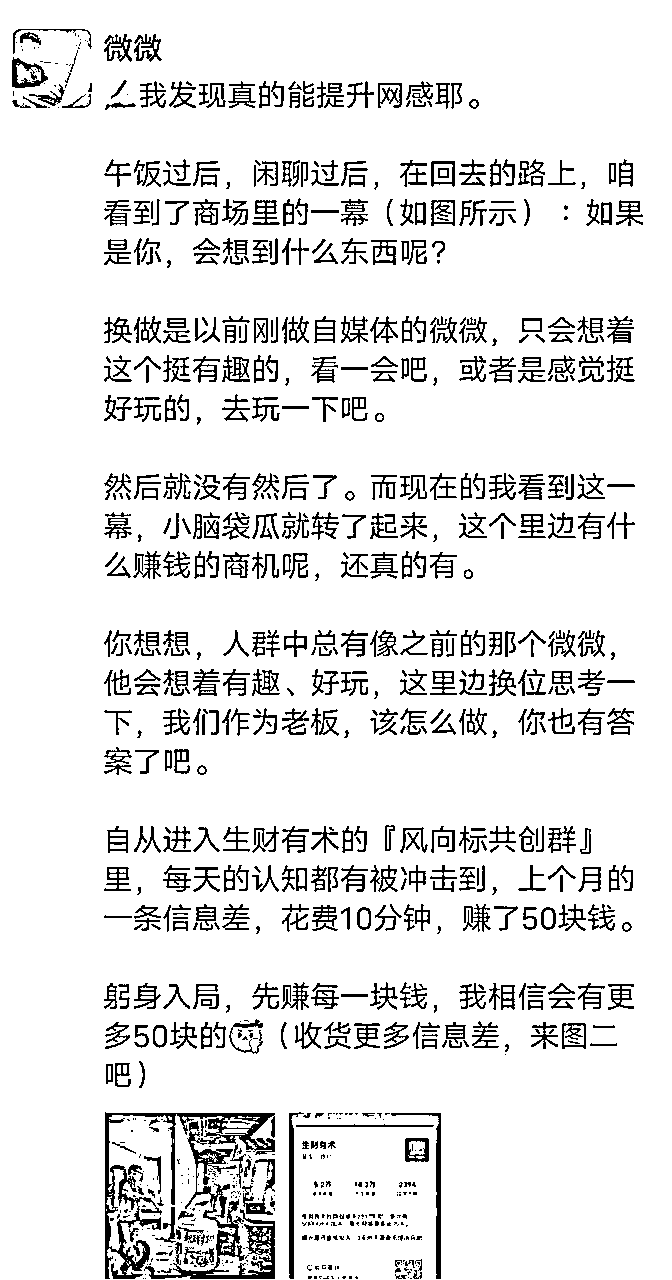 微微
我发现真的能提升网感耶。
午饭过后，闲聊过后，在回去的路上，咱
看到了商场里的一幕（如图所示）：如果
是你，会想到什么东西呢？
换做是以前刚做自媒体的微微，只会想着
这个挺有趣的，看一会吧，或者是感觉挺
好玩的，去玩一下吧。
然后就没有然后了。而现在的我看到这一
幕，小脑袋瓜就转了起来，这个里边有什
么赚钱的商机呢，还真的有。
你想想，人群中总有像之前的那个微微，
他会想着有趣、好玩，这里边换位思考一
下，我们作为老板，该怎么做，你也有答
案了吧。
自从进入生财有术的『风向标共创群』
里，每天的认知都有被冲击到，上个月的
一条信息差，花费10分钟，赚了50块钱。
躬身入局，先赚每一块钱，我相信会有更
多50块的（收货更多信息差，来图二
吧）
生财有术